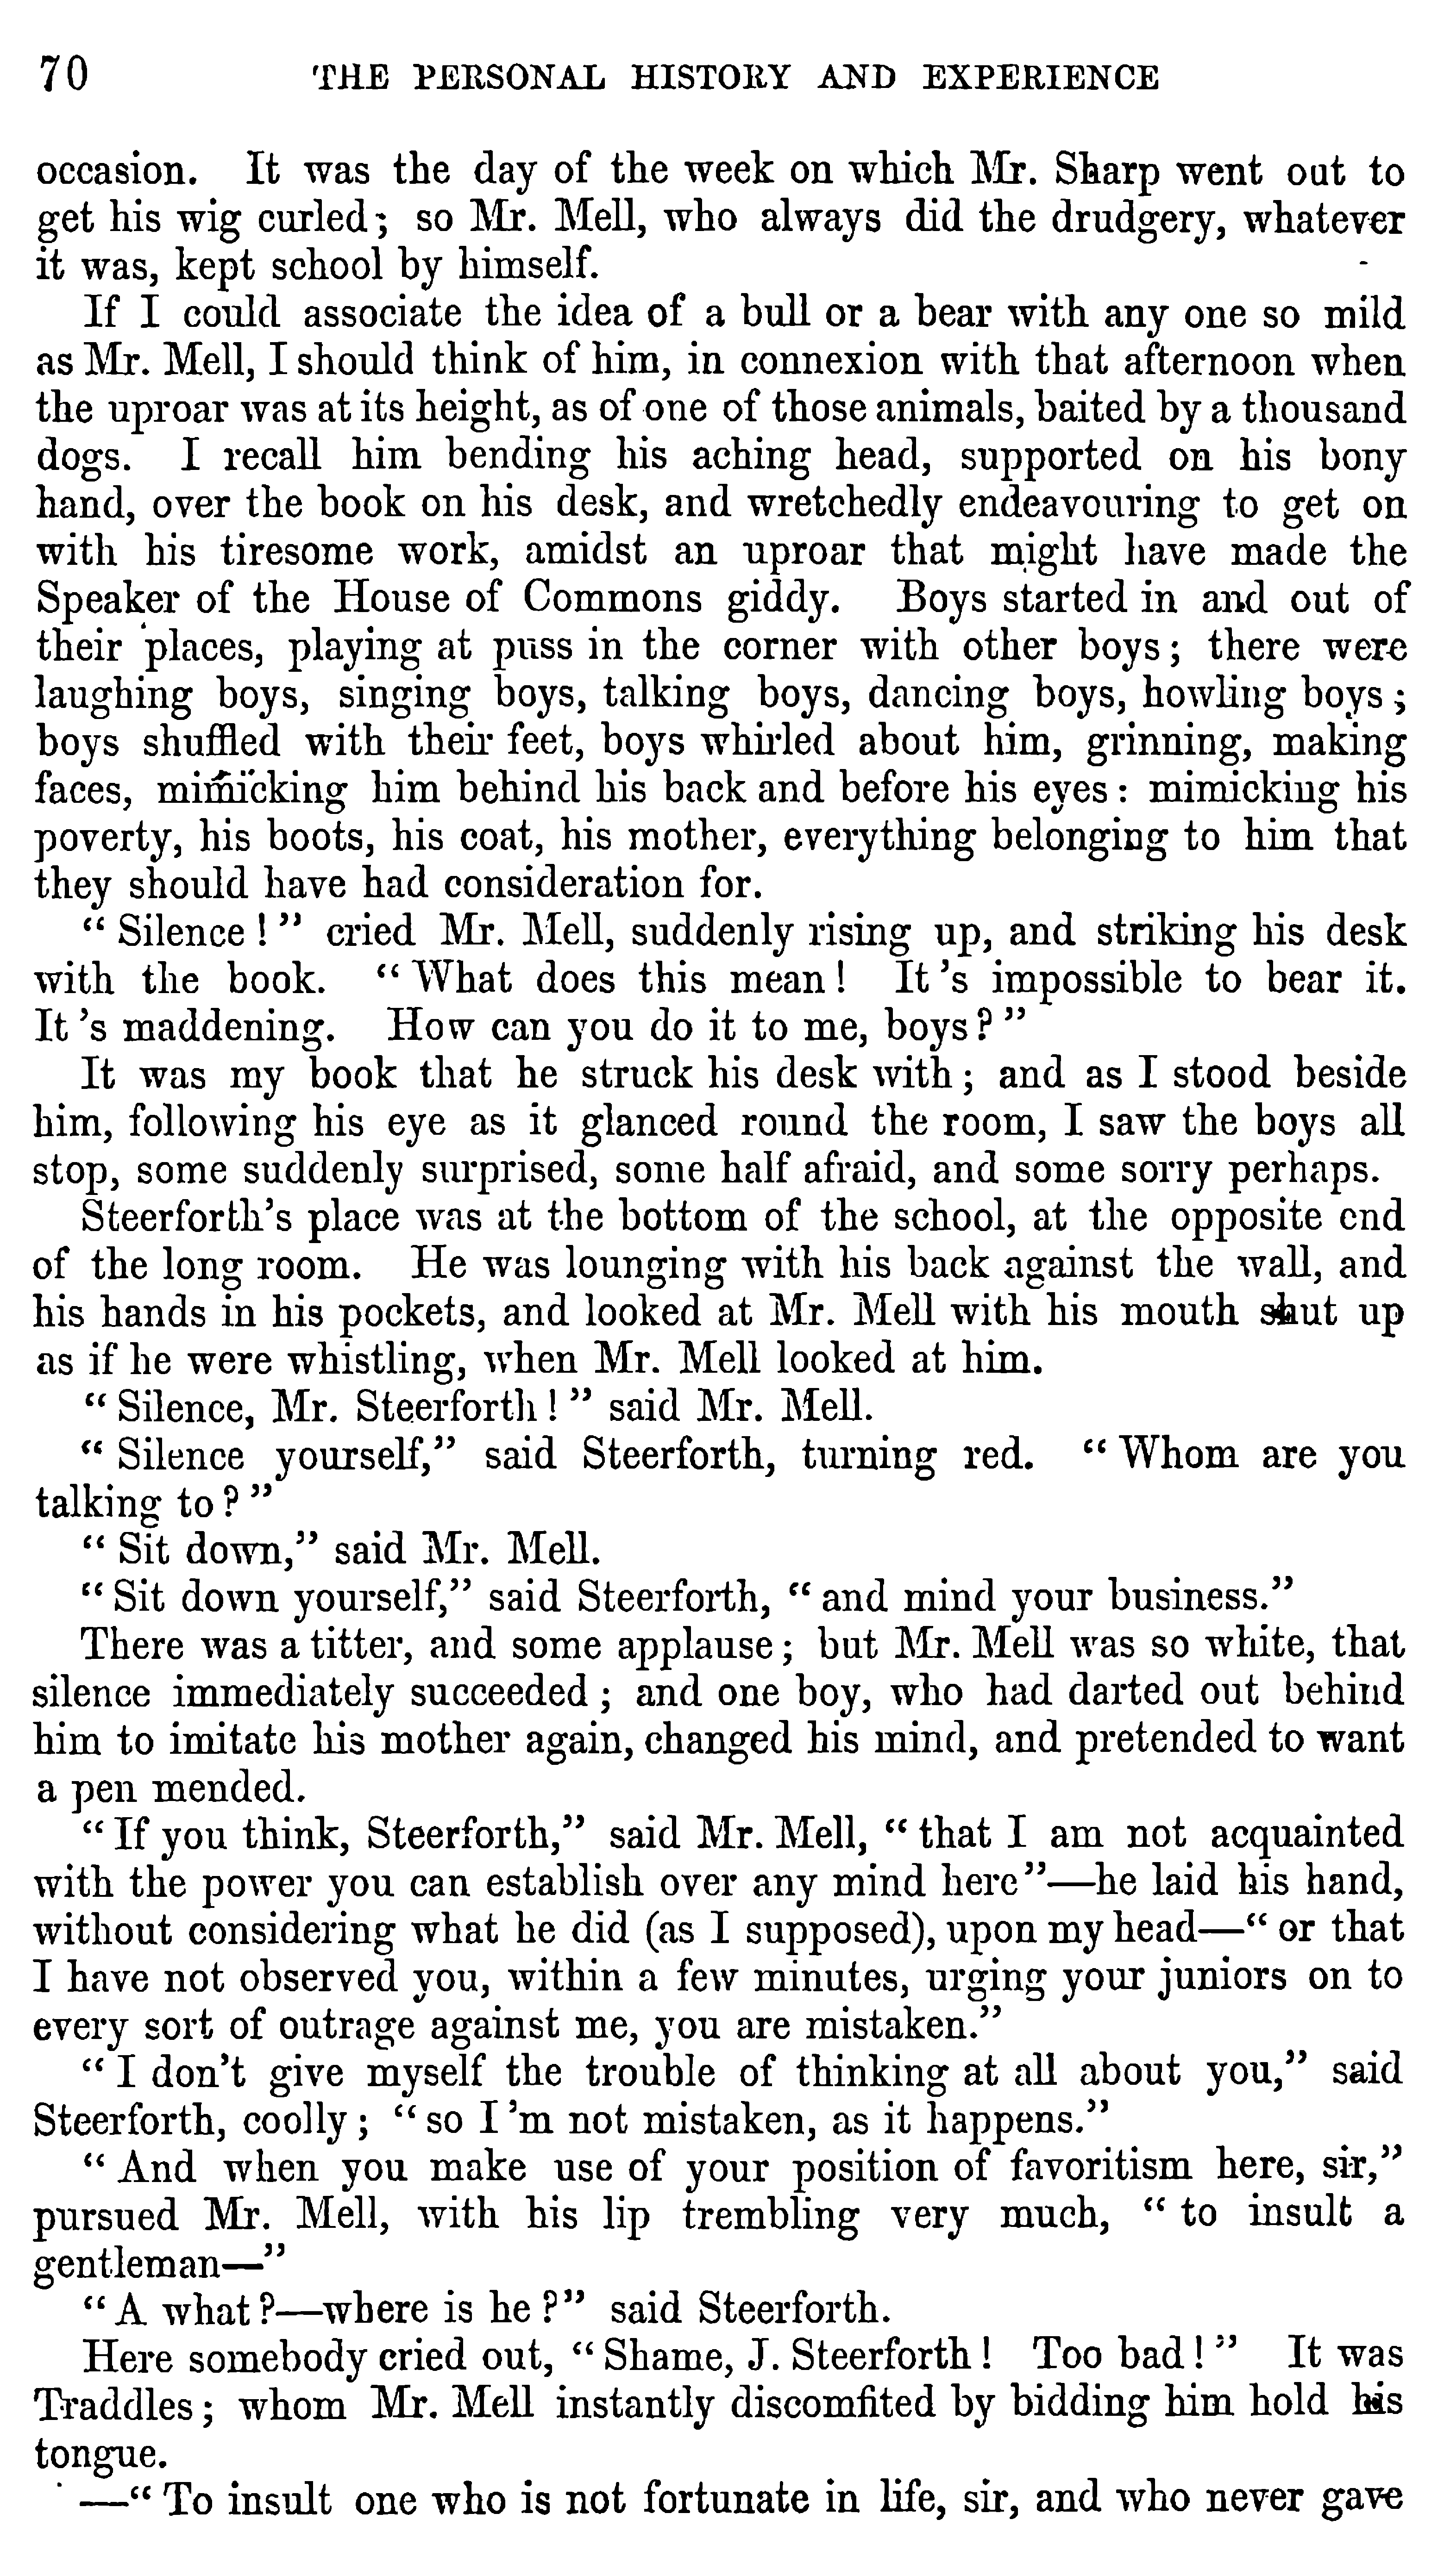 70 THE PERSONAL HISTORY AND EXPERIENCE
occasion. It was the day of the week on which Mr. Sharp went out to
get his wig curled; so Mr. Mell, who always did the drudgery, whatever
it was, kept school by himself.
If I could associate the idea of a bull or a bear with any one so mild
as Mr. Mell, I should think of him, in connexion with that afternoon when
the uproar was at its height, as of one of those animals, baited by a thousand
dogs. I recall him bending his aching head, supported on his bony
hand, over the book on his desk, and wretchedly endeavouring to get on
with his tiresome work, amidst an uproar that might have made the
Speaker of the House of Commons giddy. Boys started in and out of
their places, playing at puss in the corner with other boys; there were
laughing boys, singing boys, talking boys, dancing boys, howling boys;
boys shuffled with their feet, boys whirled about him, grinning, making
faces, mimicking him behind his back and before his eyes: mimicking his
poverty, his boots, his coat, his mother, everything belonging to him that
they should have had consideration for.
"Silence!" cried Mr. Mell, suddenly rising up, and striking his desk
with the book. "What does this mean! It's impossible to bear it.
It's maddening. How can you do it to me, boys?"
It was my book that he struck his desk with; and as I stood beside
him, following his eye as it glanced round the room, I saw the boys all
stop, some suddenly surprised, some half afraid, and some sorry perhaps.
Steerforth's place was at the bottom of the school, at the opposite end
of the long room. He was lounging with his back against the wall, and
his hands in his pockets, and looked at Mr. Mell with his mouth shut up
as if he were whistling, when Mr. Mell looked at him.
"Silence, Mr. Steerforth!" said Mr. Mell.
"Silence yourself," said Steerforth, turning red. "Whom are you
talking to?"
"Sit down," said Mr. Mell.
"Sit down yourself," said Steerforth, "and mind your business."
There was a titter, and some applause; but Mr. Mell was so white, that
silence immediately succeeded; and one boy, who had darted out behind
him to imitate his mother again, changed his mind, and pretended to want
a pen mended.
"If you think, Steerforth," said Mr. Mell, "that I am not acquainted
with the power you can establish over any mind here"—he laid his hand,
without considering what he did (as I supposed), upon my head—"or that
I have not observed you, within a few minutes, urging your juniors on to
every sort of outrage against me, you are mistaken."
"I don't give myself the trouble of thinking at all about you," said
Steerforth, coolly; "so I'm not mistaken, as it happens."
"And when you make use of your position of favoritism here, sir,"
pursued Mr. Mell, with his lip trembling very much, "to insult a
gentleman—"
"A what?—where is he?" said Steerforth.
Here somebody cried out, "Shame, J. Steerforth! Too bad!" It was
Traddles; whom Mr. Mell instantly discomfited by bidding him hold his
tongue.
—"To insult one who is not fortunate in life, sir, and who never gave